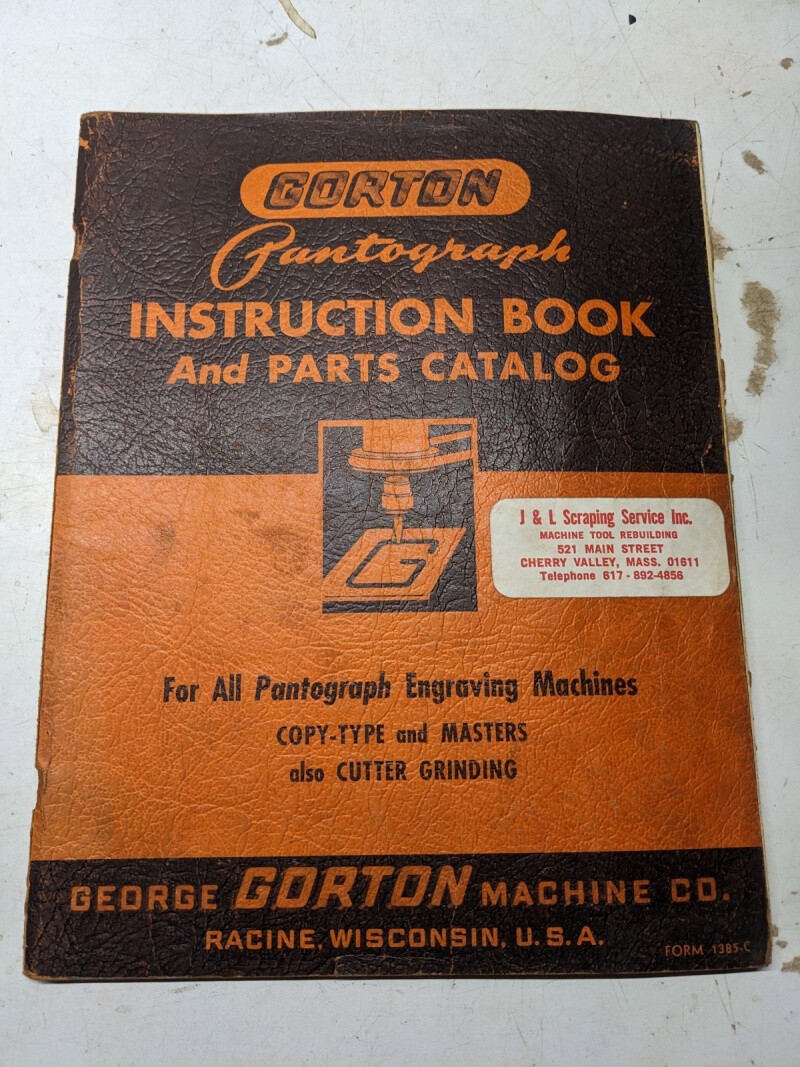 GORTON
Pantograph
INSTRUCTION BOOK
And PARTS CATALOG
G
J & L Scraping Service Inc.
MACHINE TOOL REBUILDING
521 MAIN STREET
CHERRY VALLEY, MASS. 01611
Telephone 617 - 892-4856
For All Pantograph Engraving Machines
COPY-TYPE and MASTERS
also CUTTER GRINDING
GEORGE GORTON MACHINE CO.
RACINE, WISCONSIN, U.S.A.
FORM 1385-C